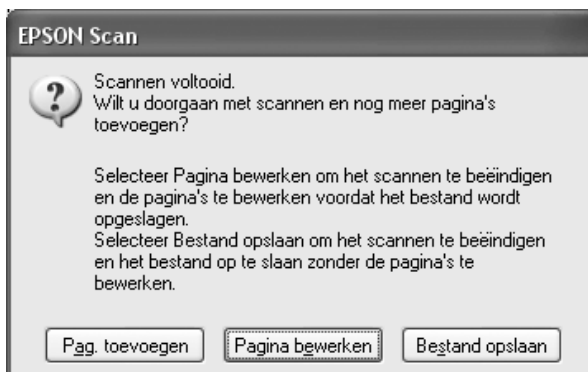 EPSON Scan
Scannen voltooid.
Wilt u doorgaan met scannen en nog meer pagina's
toevoegen?
Selecteer Pagina bewerken om het scannen te beëindigen
en de pagina's te bewerken voordat het bestand wordt
opgeslagen.
Selecteer Bestand opslaan om het scannen te beëindigen
en het bestand op te slaan zonder de pagina's te
bewerken.
Pag. toevoegen Pagina bewerken Bestand opslaan